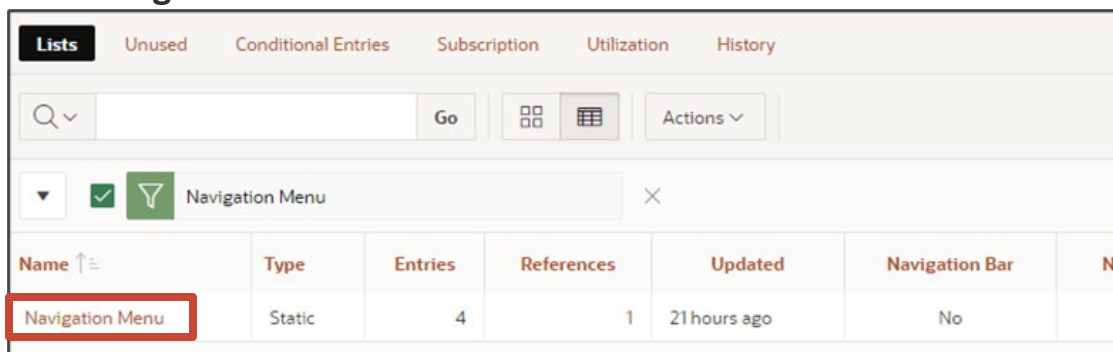 Lists Unused Conditional Entries Subscription Utilization History
Go Actions
Navigation Menu
Name Type Entries References Updated Navigation Bar N
Navigation Menu Static 4 1 21 hours ago No